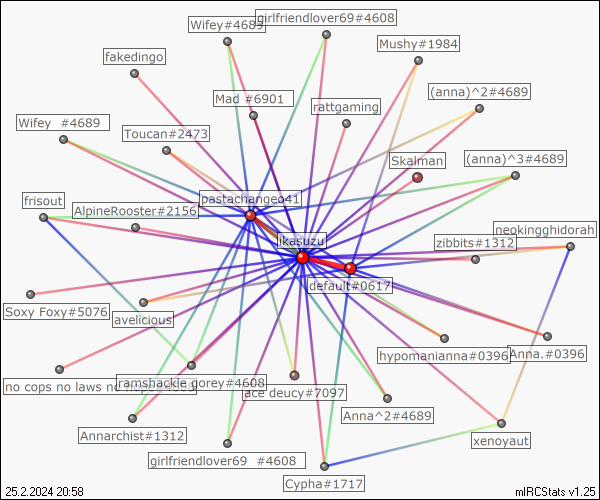 Wifey#4689
girlfriendlover69#4608
Mushy#1984
fakedingo
(anna)^2#4689
Mad #6901
rattgaming
Wifey  #4689
Toucan#2473
Skalman
(anna)^3#4689
pastachangeo41
frisout
AlpineRooster#2156
neokingghidorah
ikasuzu
zibbits#1312
default#0617
Soxy Foxy#5076
avelicious
hypomanianna#0396
Anna.#0396
no cops no laws no
ramshackle gorey#4608
ace deucy#7097
Anna^2#4689
Annarchist#1312
xenoyaut
girlfriendlover69  #4608
Cypha#1717
25.2.2024 20:58
mIRCStats v1.25